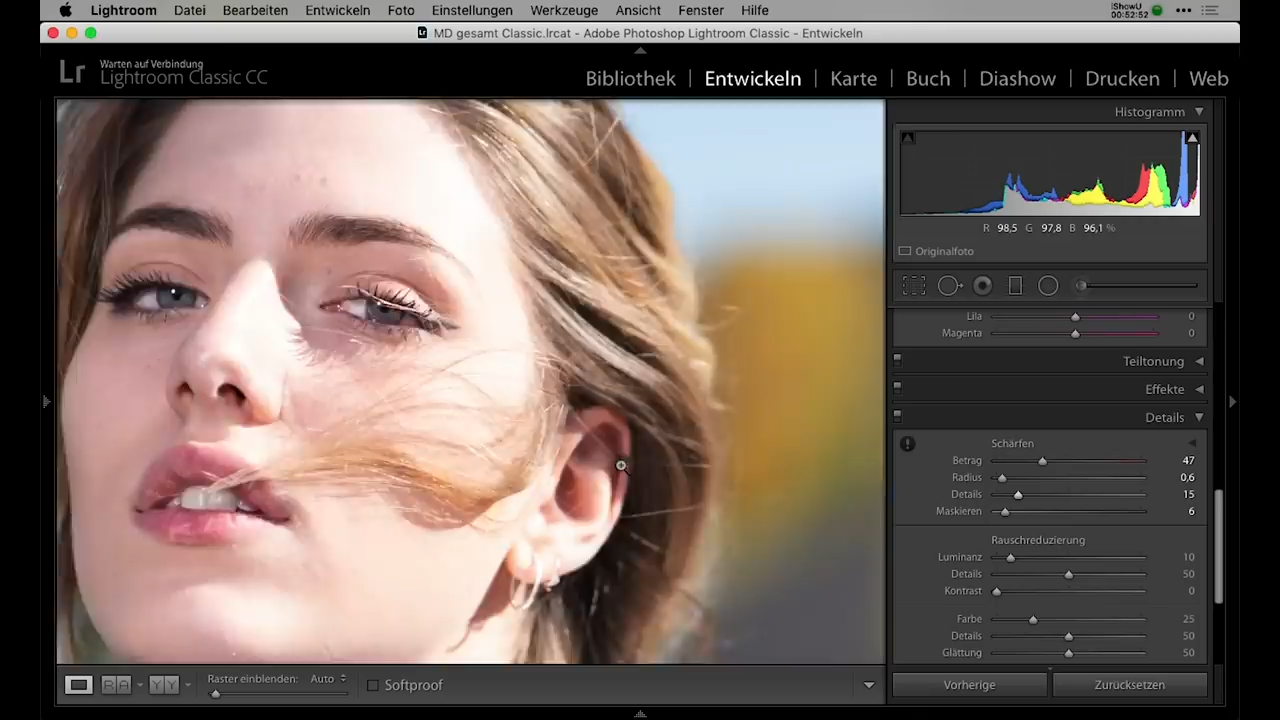 Lightroom Datei Bearbeiten Entwickeln Foto Einstellungen Werkzeuge Ansicht Fenster Hilfe
iShowU
00:52:52
Lr MD gesamt Classic.lrcat - Adobe Photoshop Lightroom Classic - Entwickeln
Lr
Warten auf Verbindung
Lightroom Classic CC
Bibliothek | Entwickeln | Karte | Buch | Diashow | Drucken | Web
Histogramm
R 98,5 G 97,8 B 96,1 %
Originalfoto
Lila 0
Magenta 0
Teiltonung
Effekte
Details
Schärfen
Betrag 47
Radius 0,6
Details 15
Maskieren 6
Rauschreduzierung
Luminanz 10
Details 50
Kontrast 0
Farbe 25
Details 50
Glättung 50
R A Y Y Raster einblenden: Auto Softproof
Vorherige Zurücksetzen